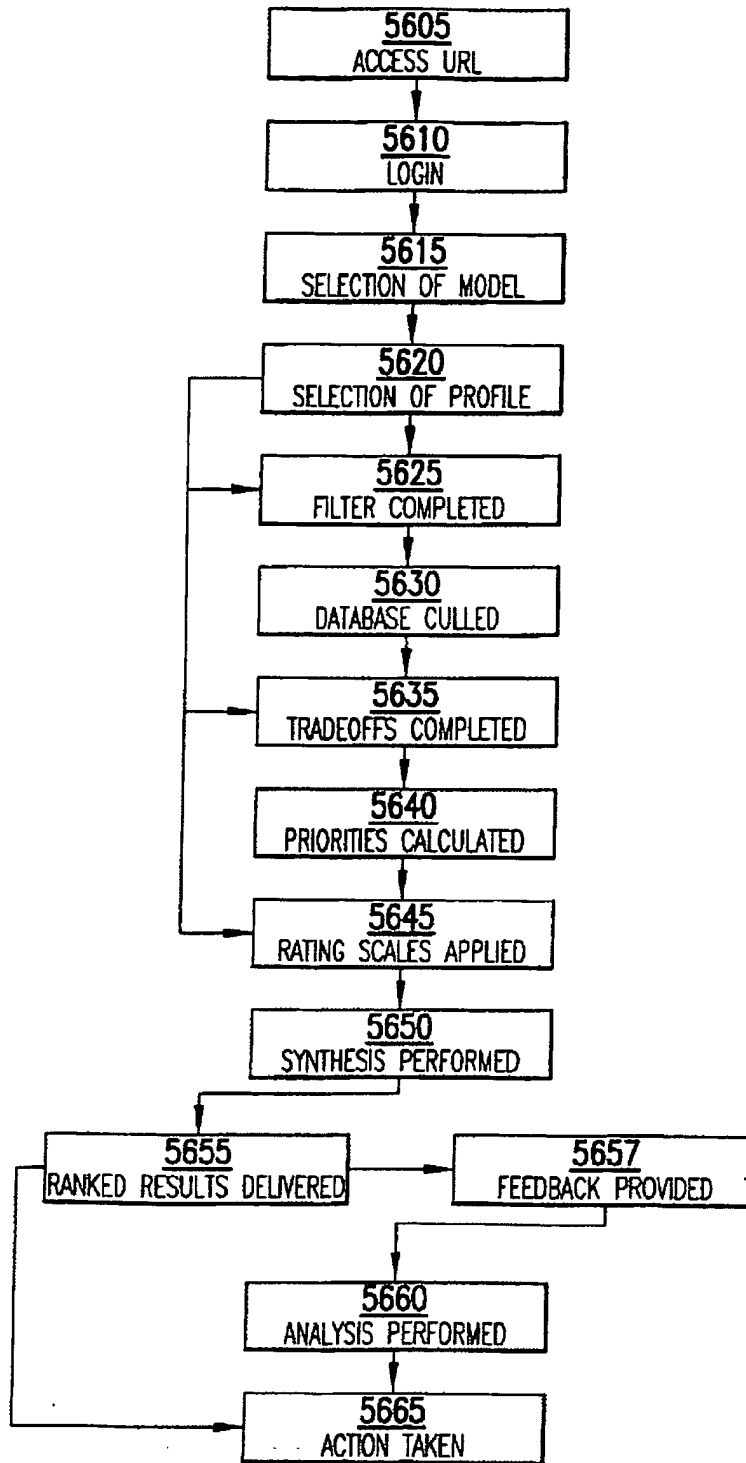 5605
ACCESS URL
5610
LOGIN
5615
SELECTION OF MODEL
5620
SELECTION OF PROFILE
5625
FILTER COMPLETED
5630
DATABASE CULLED
5635
TRADEOFFS COMPLETED
5640
PRIORITIES CALCULATED
5645
RATING SCALES APPLIED
5650
SYNTHESIS PERFORMED
5655
RANKED RESULTS DELIVERED
5657
FEEDBACK PROVIDED
5660
ANALYSIS PERFORMED
5665
ACTION TAKEN